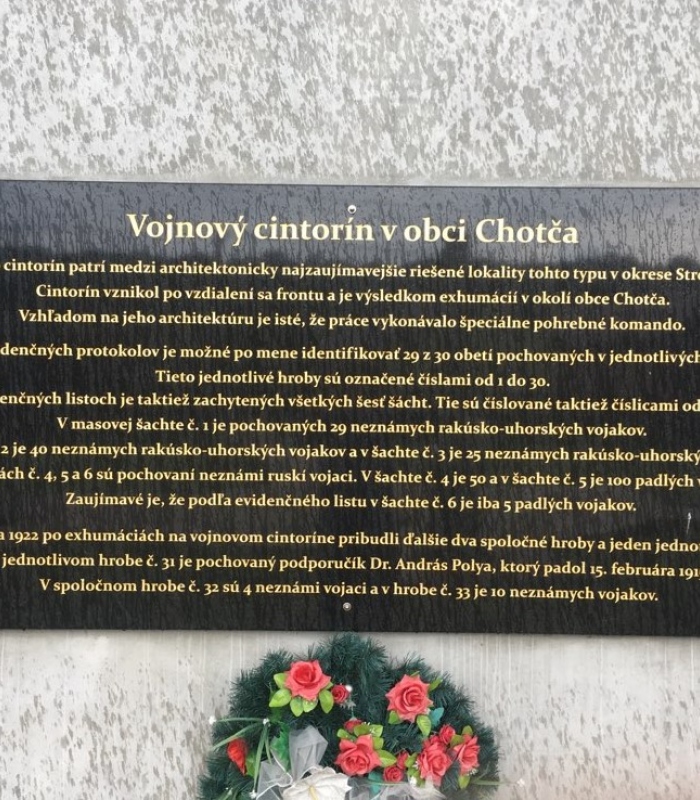 Vojnový cintorín v obci Chotča
cintorín patrí medzi architektonicky najzaujímavejšie riešené lokality tohto typu v okrese Stro
Cintorín vznikol po vzdialení sa frontu a je výsledkom exhumácií v okolí obce Chotča.
Vzhľadom na jeho architektúru je isté, že práce vykonávalo špeciálne pohrebné komando.
denčných protokolov je možné po mene identifikovať 29 z 30 obetí pochovaných v jednotlivých
Tieto jednotlivé hroby sú označené číslami od 1 do 30.
enčných listoch je taktiež zachytených všetkých šesť šácht. Tie sú číslované taktiež číslicami od
V masovej šachte č. 1 je pochovaných 29 neznámych rakúsko-uhorských vojakov.
2 je 40 neznámych rakúsko-uhorských vojakov a v šachte č. 3 je 25 neznámych rakúsko-uhorský
ách č. 4, 5 a 6 sú pochovaní neznámi ruskí vojaci. V šachte č. 4 je 50 a v šachte č. 5 je 100 padlých
Zaujímavé je, že podľa evidenčného listu v šachte č. 6 je iba 5 padlých vojakov.
a 1922 po exhumáciách na vojnovom cintoríne pribudli ďalšie dva spoločné hroby a jeden jedno
jednotlivom hrobe č. 31 je pochovaný podporučík Dr. András Polya, ktorý padol 15. februára 191
V spoločnom hrobe č. 32 sú 4 neznámi vojaci a v hrobe č. 33 je 10 neznámych vojakov.